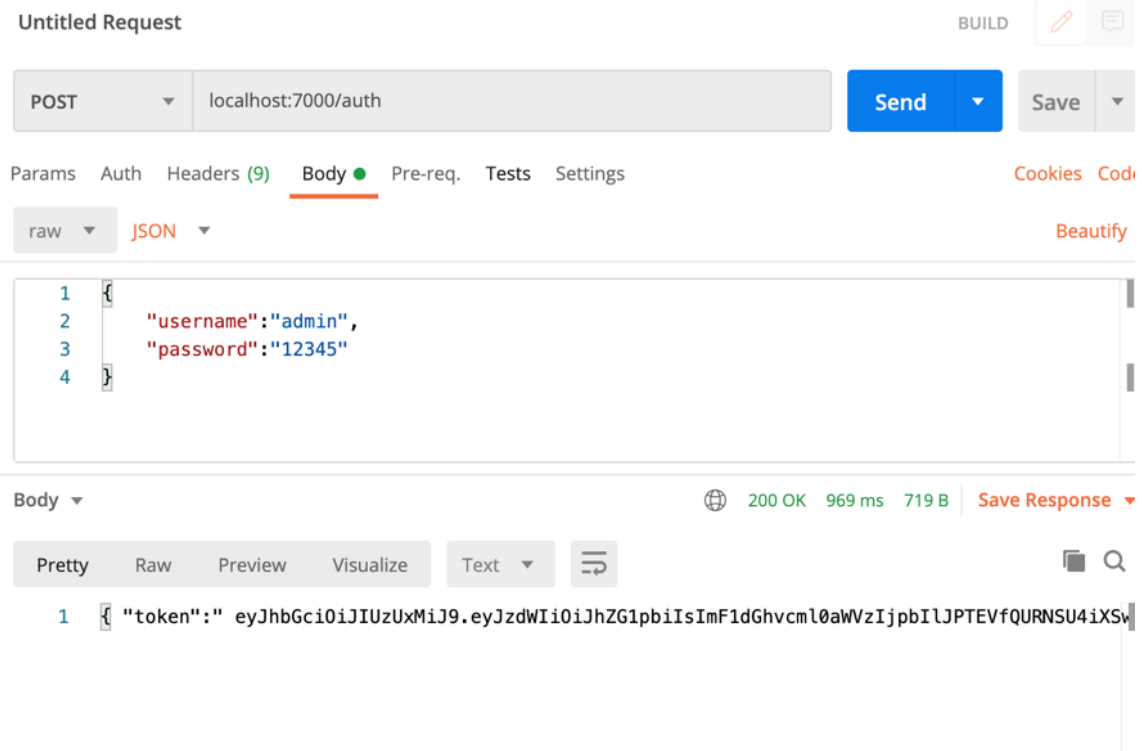 Untitled Request BUILD
POST localhost:7000/auth Send Save
Params Auth Headers (9) Body Pre-req. Tests Settings Cookies Code
raw JSON Beautify
1 {
2 "username":"admin",
3 "password":"12345"
4 }
Body 200 OK 969 ms 719 B Save Response
Pretty Raw Preview Visualize Text
1 { "token":" eyJhbGciOiJIUzUxMiJ9.eyJzdWIiOiJhZG1pbiIsImF1dGhvcml0aWVzIjpbIlJPTEVfQURNSU4iXSw